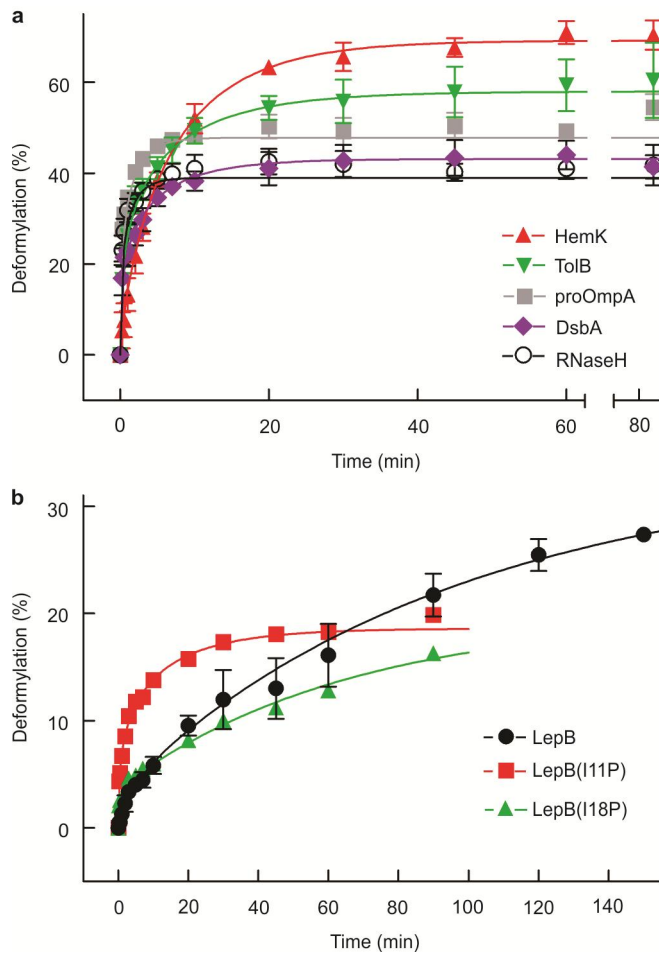 a
Deformylation (%)
60
40
20
0
HemK
TolB
proOmpA
DsbA
RNaseH
0
20
40
60
80
Time (min)
b
Deformylation (%)
30
20
10
0
LepB
LepB(I11P)
LepB(I18P)
0
20
40
60
80
100
120
140
Time (min)